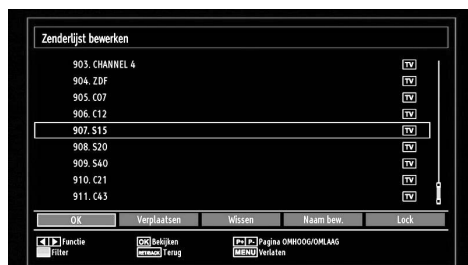 Zenderlijst bewerken
903. CHANNEL 4 TV
904. ZDF TV
905. C07 TV
906. C12 TV
907. S15 TV
908. S20 TV
909. S40 TV
910. C21 TV
911. C43 TV
OK Verplaatsen Wissen Naam bew. Lock
Functie OK Bekijken P+ P- Pagina OMHOOG/OMLAAG
Filter RET/BACK Terug MENU Verlaten